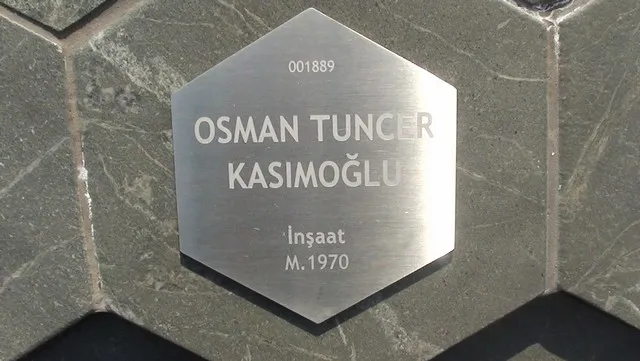 001889
OSMAN TUNCER
KASIMOĞLU
İnşaat
M.1970